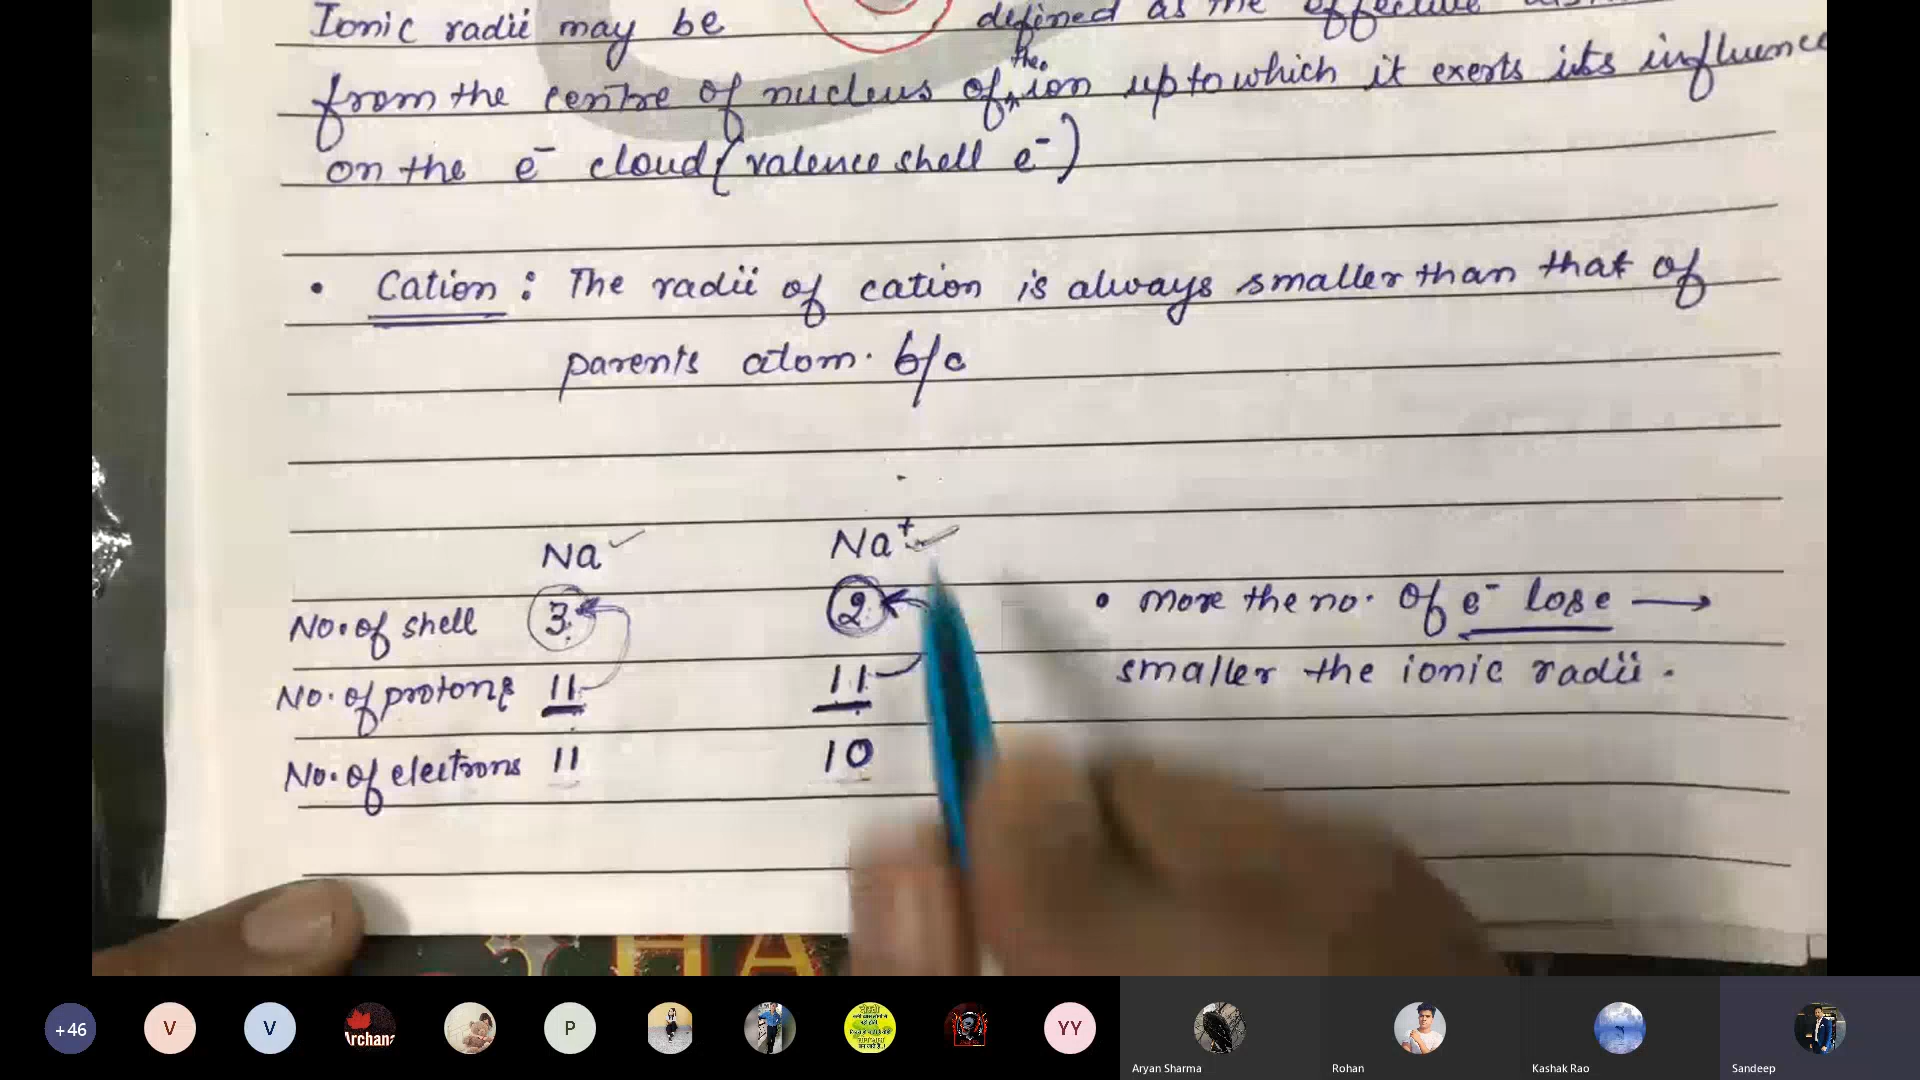 Ionic radii may be defined as the effective
from the centre of nucleus of the ion upto which it exerts its influence
on the e⁻ cloud (valence shell e⁻)
• Cation : The radii of cation is always smaller than that of
parents atom. b/c
Na Na⁺
No. of shell 3 2
No. of protons 11 11
No. of electrons 11 10
• More the no. of e⁻ lose →
smaller the ionic radii.
HA
+46 V V Archana P YY
Aryan Sharma Rohan Kashak Rao Sandeep